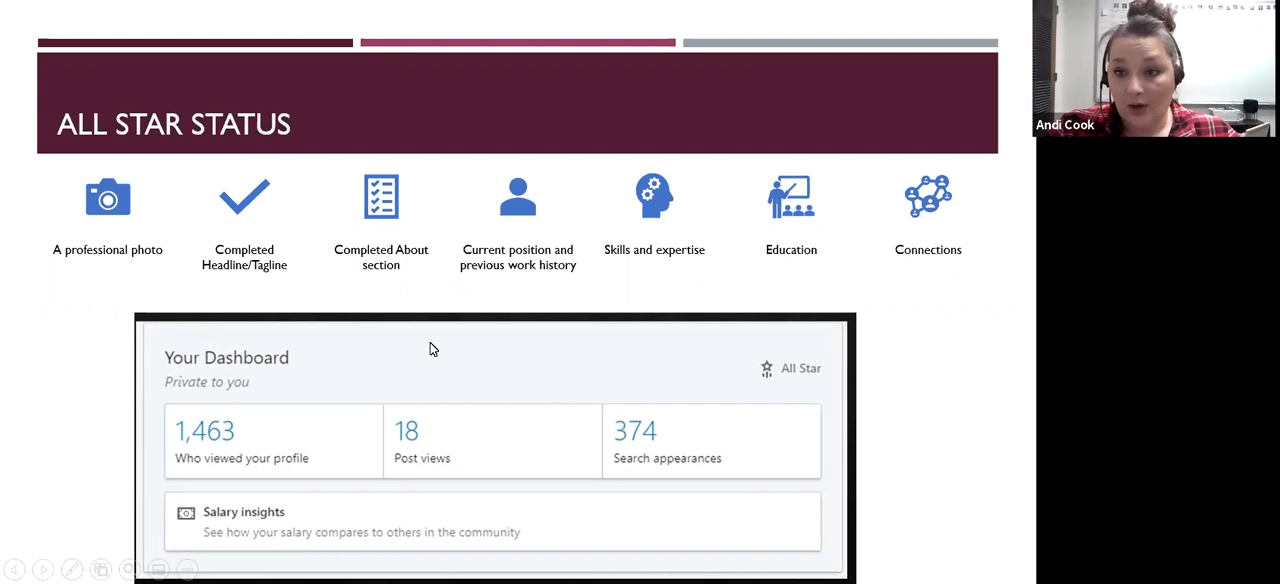 ALL STAR STATUS
Andi Cook
A professional photo
Completed
Headline/Tagline
Completed About
section
Current position and
previous work history
Skills and expertise
Education
Connections
Your Dashboard
Private to you
All Star
1,463
Who viewed your profile
18
Post views
374
Search appearances
Salary insights
See how your salary compares to others in the community